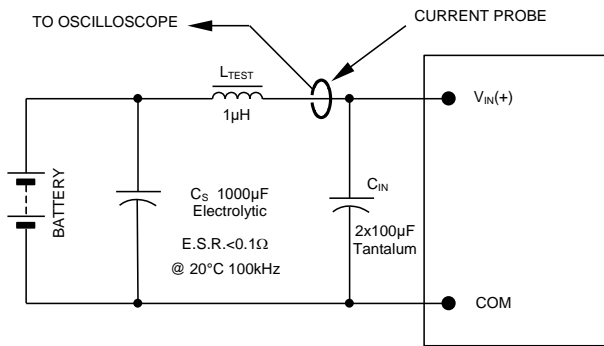 TO OSCILLOSCOPE
CURRENT PROBE
LTEST
1µH
VIN(+)
BATTERY
CS 1000µF
Electrolytic
E.S.R.<0.1Ω
@ 20°C 100kHz
CIN
2x100µF
Tantalum
COM